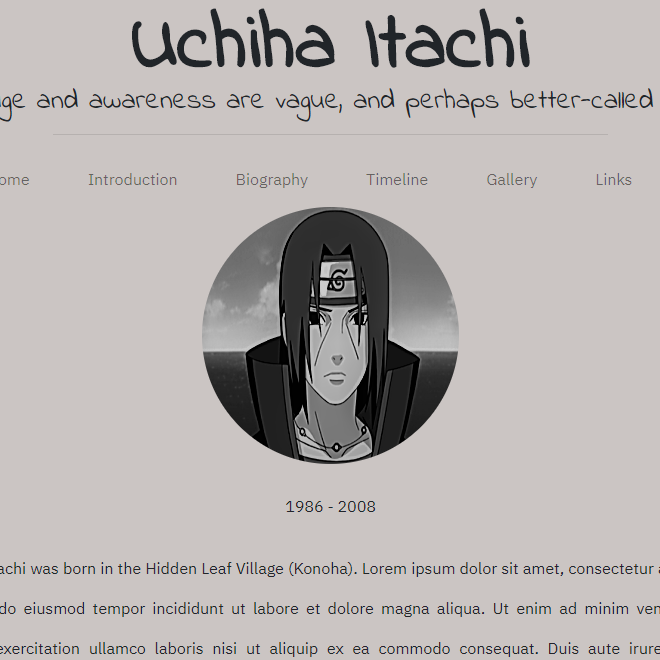 Uchiha Itachi
ge and awareness are vague, and perhaps better-called
ome Introduction Biography Timeline Gallery Links
1986 - 2008
achi was born in the Hidden Leaf Village (Konoha). Lorem ipsum dolor sit amet, consectetur a
do eiusmod tempor incididunt ut labore et dolore magna aliqua. Ut enim ad minim ven
exercitation ullamco laboris nisi ut aliquip ex ea commodo consequat. Duis aute irure